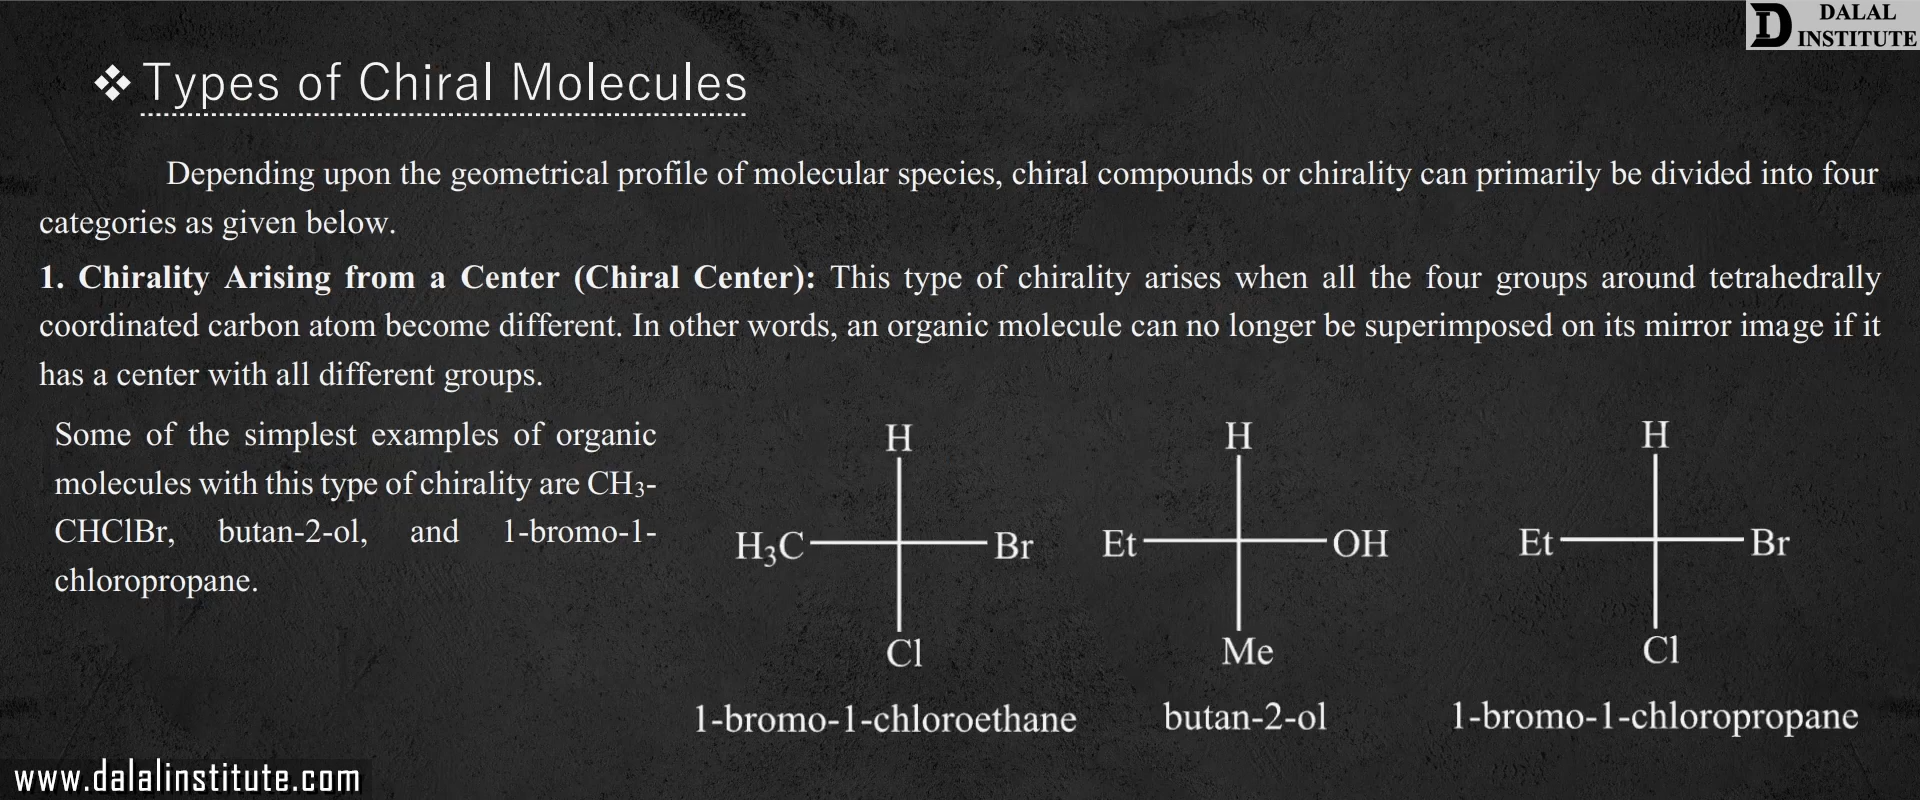 DALAL
INSTITUTE
❖ Types of Chiral Molecules
Depending upon the geometrical profile of molecular species, chiral compounds or chirality can primarily be divided into four
categories as given below.
1. Chirality Arising from a Center (Chiral Center): This type of chirality arises when all the four groups around tetrahedrally
coordinated carbon atom become different. In other words, an organic molecule can no longer be superimposed on its mirror image if it
has a center with all different groups.
Some of the simplest examples of organic
molecules with this type of chirality are CH3-
CHClBr, butan-2-ol, and 1-bromo-1-
chloropropane.
H
H3C Br
Cl
1-bromo-1-chloroethane
H
Et OH
Me
butan-2-ol
H
Et Br
Cl
1-bromo-1-chloropropane
www.dalalinstitute.com